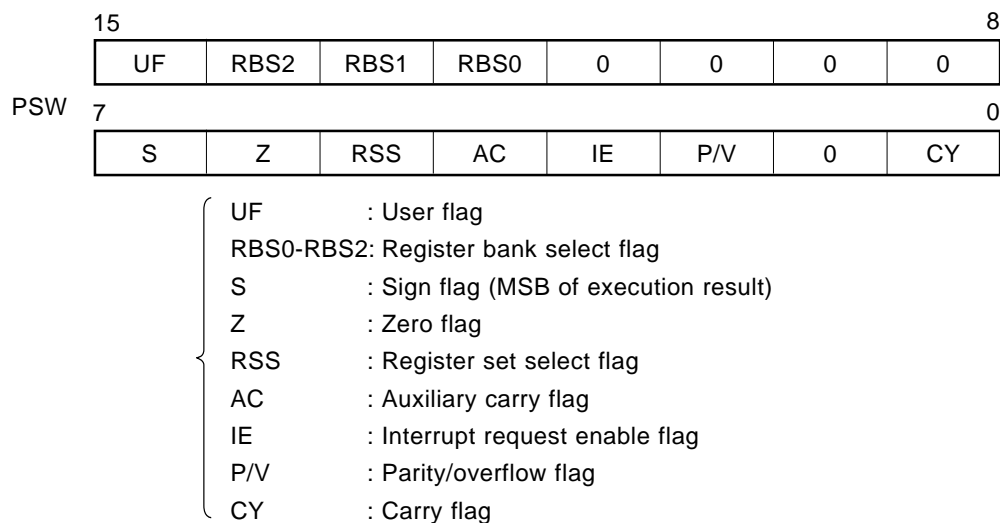 15 8
UF RBS2 RBS1 RBS0 0 0 0 0
PSW 7 0
S Z RSS AC IE P/V 0 CY
UF : User flag
RBS0-RBS2: Register bank select flag
S : Sign flag (MSB of execution result)
Z : Zero flag
RSS : Register set select flag
AC : Auxiliary carry flag
IE : Interrupt request enable flag
P/V : Parity/overflow flag
CY : Carry flag